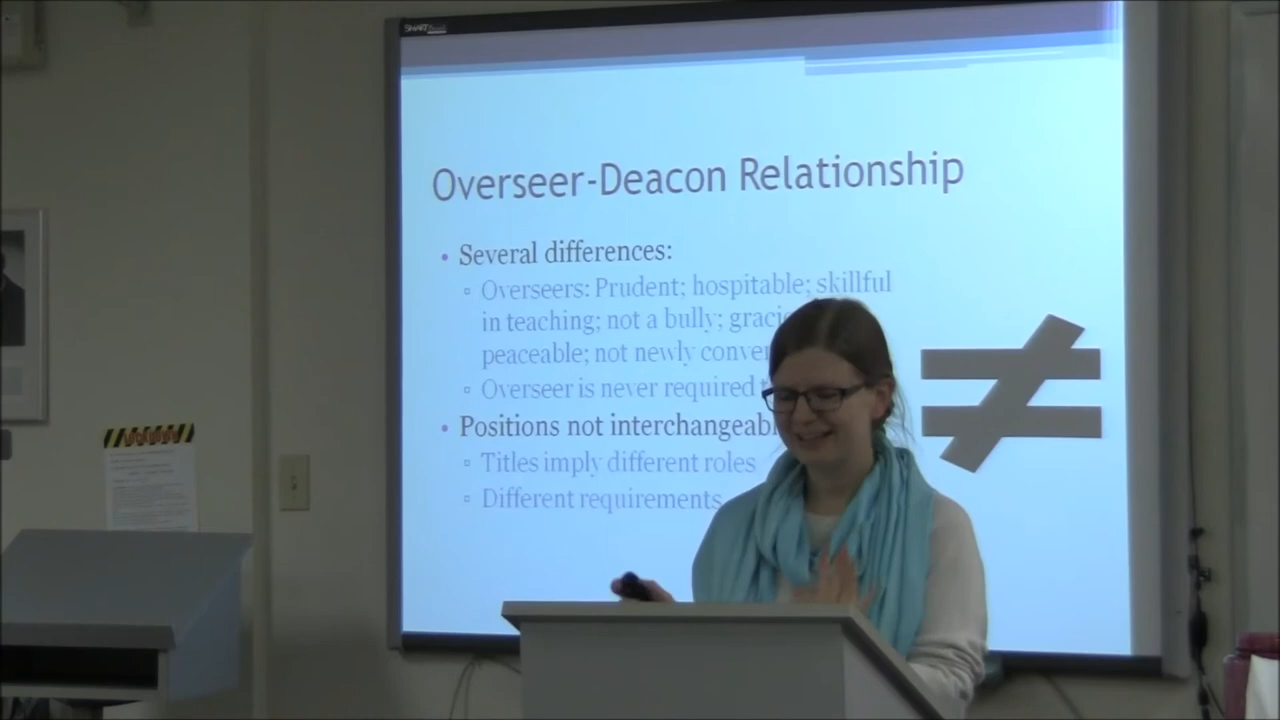 SMART
Overseer-Deacon Relationship
• Several differences:
▫ Overseers: Prudent; hospitable; skillful
in teaching; not a bully;
peaceable; not newly
▫ Overseer is never required
• Positions not
▫ Titles imply different roles
▫ Different requirements
≠